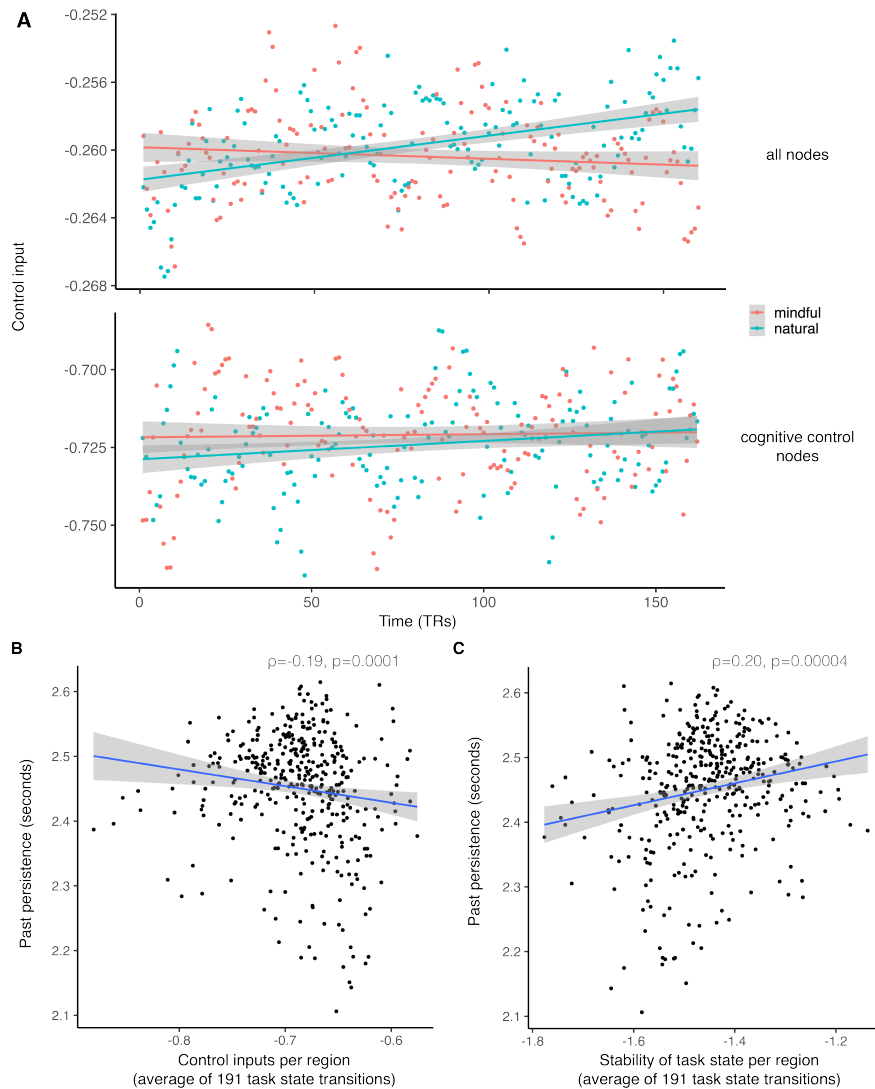 A
-0.252
-0.256
-0.260
-0.264
-0.268
all nodes
Control input
mindful
natural
-0.700
-0.725
-0.750
cognitive control
nodes
0
50
100
150
Time (TRs)
B
ρ=-0.19, p=0.0001
2.6
2.5
2.4
2.3
2.2
2.1
Past persistence (seconds)
-0.8
-0.7
-0.6
Control inputs per region
(average of 191 task state transitions)
C
ρ=0.20, p=0.00004
2.6
2.5
2.4
2.3
2.2
2.1
Past persistence (seconds)
-1.8
-1.6
-1.4
-1.2
Stability of task state per region
(average of 191 task state transitions)